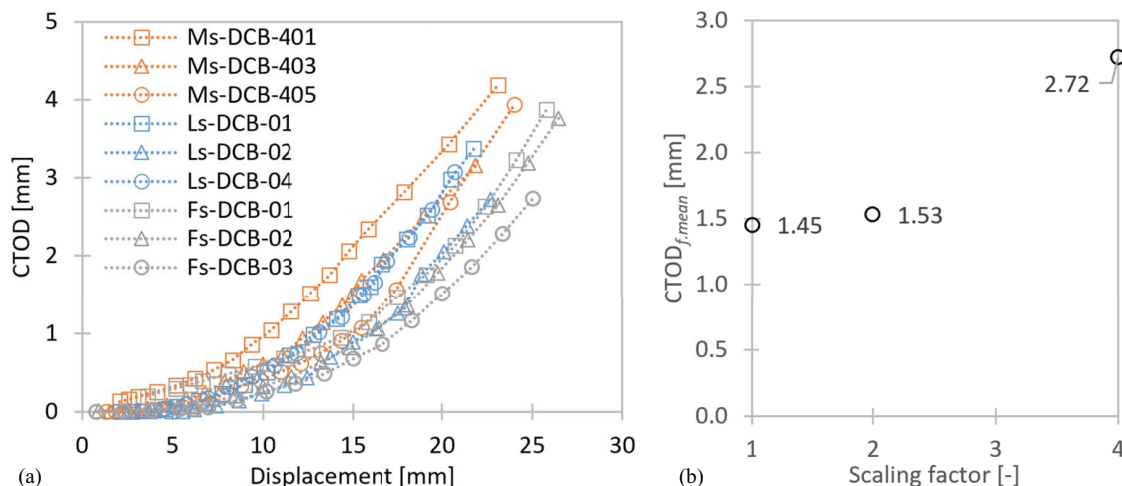 5
4
3
2
1
0
CTOD [mm]
Ms-DCB-401
Ms-DCB-403
Ms-DCB-405
Ls-DCB-01
Ls-DCB-02
Ls-DCB-04
Fs-DCB-01
Fs-DCB-02
Fs-DCB-03
0 5 10 15 20 25 30
Displacement [mm]
(a)
3.0
2.5
2.0
1.5
1.0
0.5
0.0
CTODf.mean [mm]
1.45
1.53
2.72
1 2 3 4
Scaling factor [-]
(b)